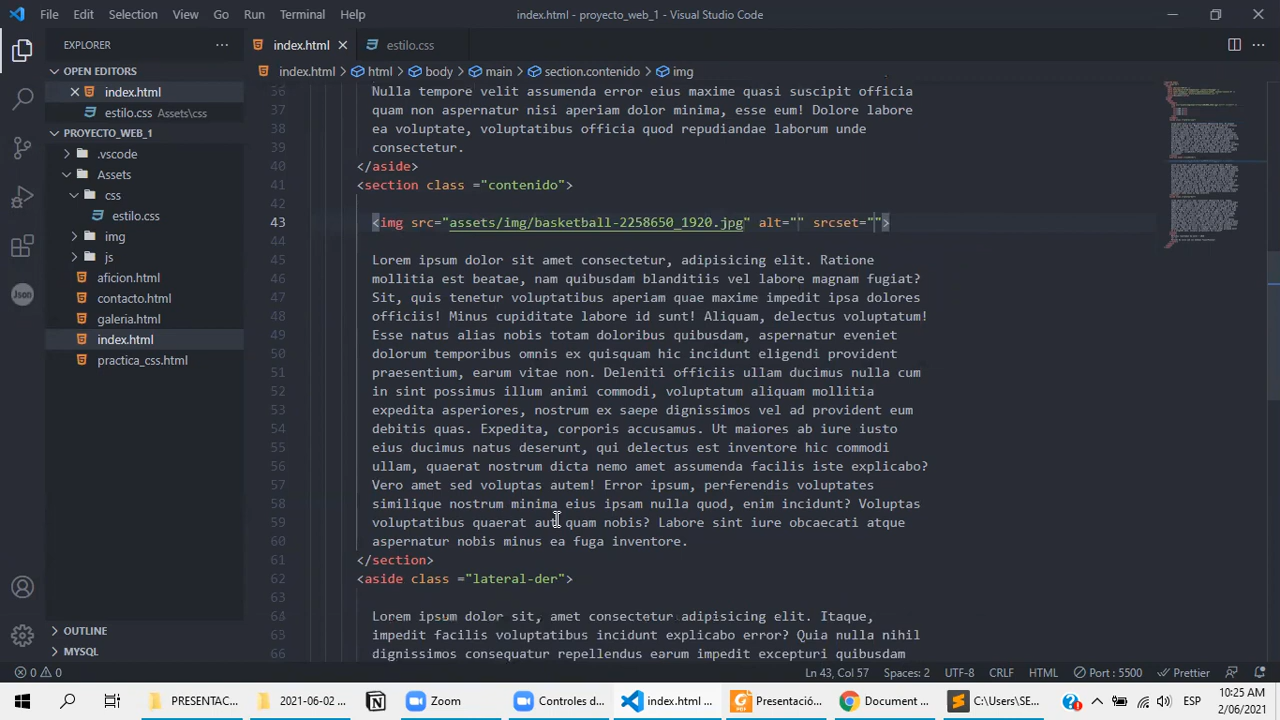 File Edit Selection View Go Run Terminal Help
index.html - proyecto_web_1 - Visual Studio Code
EXPLORER
OPEN EDITORS
index.html
estilo.css Assets\css
PROYECTO_WEB_1
.vscode
Assets
css
estilo.css
img
js
aficion.html
contacto.html
galeria.html
index.html
practica_css.html
OUTLINE
MYSQL
Json
index.html
estilo.css
index.html > html > body > main > section.contenido > img
36 Nulla tempore velit assumenda error eius maxime quasi suscipit officia
37 quam non aspernatur nisi aperiam dolor minima, esse eum! Dolore labore
38 ea voluptate, voluptatibus officia quod repudiandae laborum unde
39 consectetur.
40 </aside>
41 <section class ="contenido">
42
43 <img src="assets/img/basketball-2258650_1920.jpg" alt="" srcset="">
44
45 Lorem ipsum dolor sit amet consectetur, adipisicing elit. Ratione
46 mollitia est beatae, nam quibusdam blanditiis vel labore magnam fugiat?
47 Sit, quis tenetur voluptatibus aperiam quae maxime impedit ipsa dolores
48 officiis! Minus cupiditate labore id sunt! Aliquam, delectus voluptatum!
49 Esse natus alias nobis totam doloribus quibusdam, asperiores eveniet
50 dolorum temporibus omnis ex quisquam hic incidunt eligendi provident
51 praesentium, earum vitae non. Deleniti officiis ullam ducimus nulla cum
52 in sint possimus illum animi commodi, voluptatum aliquam mollitia
53 expedita asperiores, nostrum ex saepe dignissimos vel ad provident eum
54 debitis quas. Expedita, corporis accusamus. Ut maiores ab iure iusto
55 eius ducimus natus deserunt, qui delectus est inventore hic commodi
56 ullam, quaerat nostrum dicta nemo amet assumenda facilis iste explicabo?
57 Vero amet sed voluptas autem! Error ipsum, perferendis voluptates
58 similique nostrum minima eius ipsam nulla quod, enim incidunt? Voluptas
59 voluptatibus quaerat aut quam nobis? Labore sint iure obcaecati atque
60 aspernatur nobis minus ea fuga inventore.
61 </section>
62 <aside class ="lateral-der">
63
64 Lorem ipsum dolor sit, amet consectetur adipisicing elit. Itaque,
65 impedit facilis voluptatibus incidunt explicabo error? Quia nulla nihil
66 dignissimos consequatur repellendus earum impedit excepturi quibusdam
0 0
Ln 43, Col 57 Spaces: 2 UTF-8 CRLF HTML Port : 5500 Prettier
PRESENTAC...
2021-06-02 ...
Zoom
Controles d...
index.html ...
Presentació...
Document ...
C:\Users\SE...
ESP
10:25 AM
2/06/2021